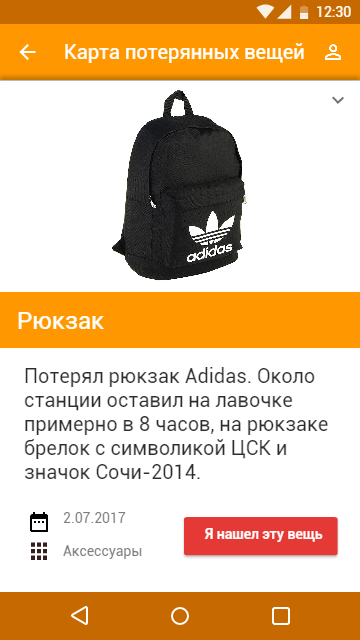 12:30
Карта потерянных вещей
adidas
Рюкзак
Потерял рюкзак Adidas. Около
станции оставил на лавочке
примерно в 8 часов, на рюкзаке
брелок с символикой ЦСК и
значок Сочи-2014.
2.07.2017
Я нашел эту вещь
Аксессуары